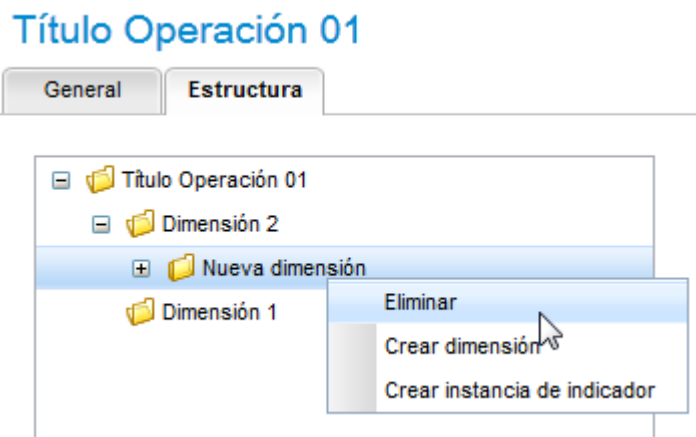 Título Operación 01
General
Estructura
Título Operación 01
Dimensión 2
Nueva dimensión
Dimensión 1
Eliminar
Crear dimensión
Crear instancia de indicador